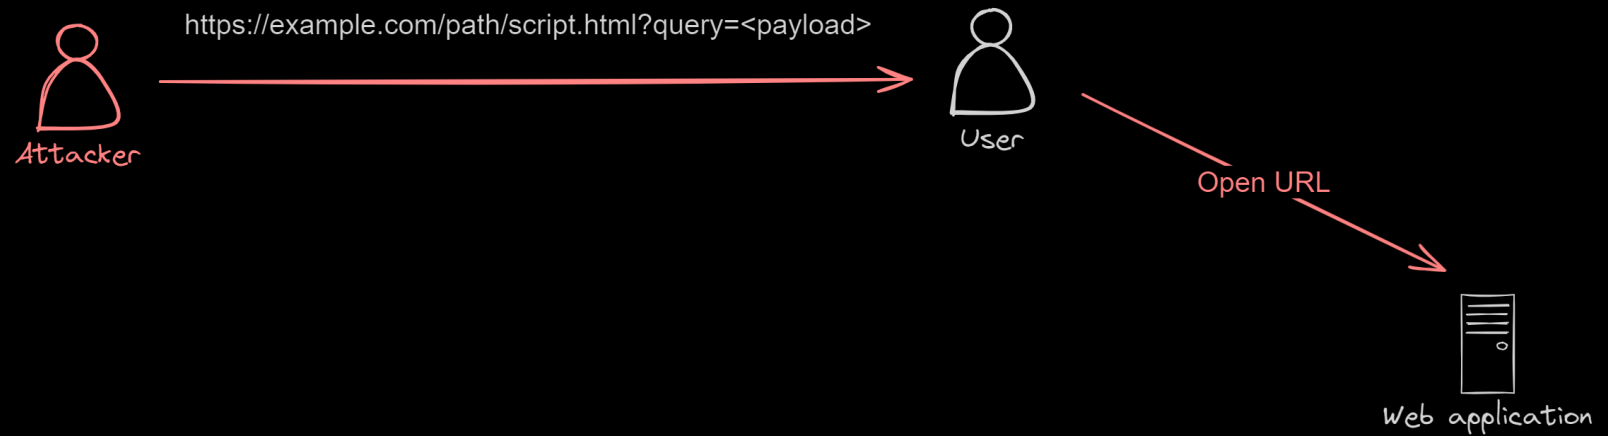 https://example.com/path/script.html?query=<payload>
Attacker
User
Open URL
Web application